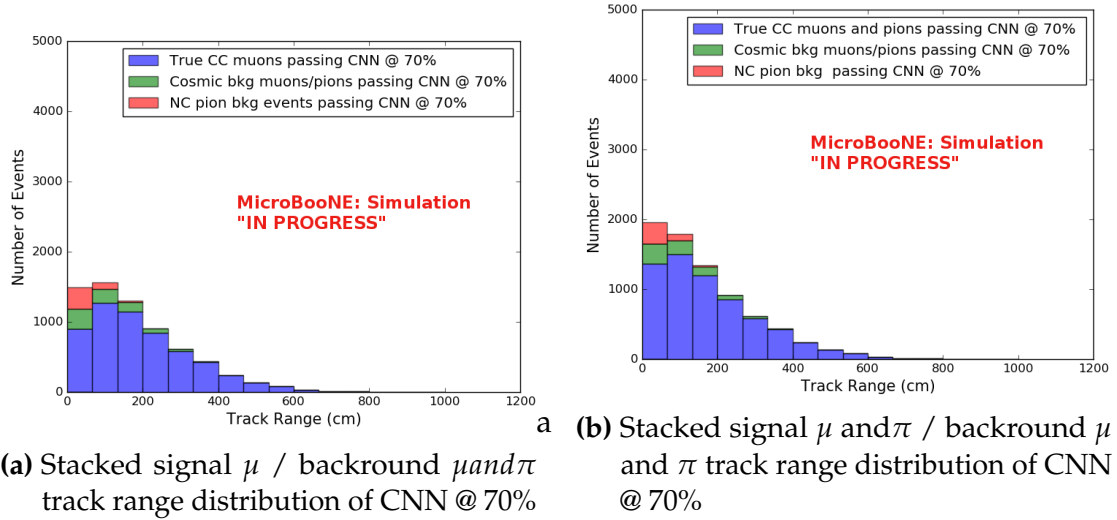 5000
4000
3000
2000
1000
0
Number of Events
True CC muons passing CNN @ 70%
Cosmic bkg muons/pions passing CNN @ 70%
NC pion bkg events passing CNN @ 70%
MicroBooNE: Simulation
"IN PROGRESS"
0 200 400 600 800 1000 1200
Track Range (cm)
a
(a) Stacked signal μ / backround μandπ
track range distribution of CNN @ 70%
5000
4000
3000
2000
1000
0
Number of Events
True CC muons and pions passing CNN @ 70%
Cosmic bkg muons/pions passing CNN @ 70%
NC pion bkg passing CNN @ 70%
MicroBooNE: Simulation
"IN PROGRESS"
0 200 400 600 800 1000 1200
Track Range (cm)
(b) Stacked signal μ andπ / backround μ
and π track range distribution of CNN
@ 70%